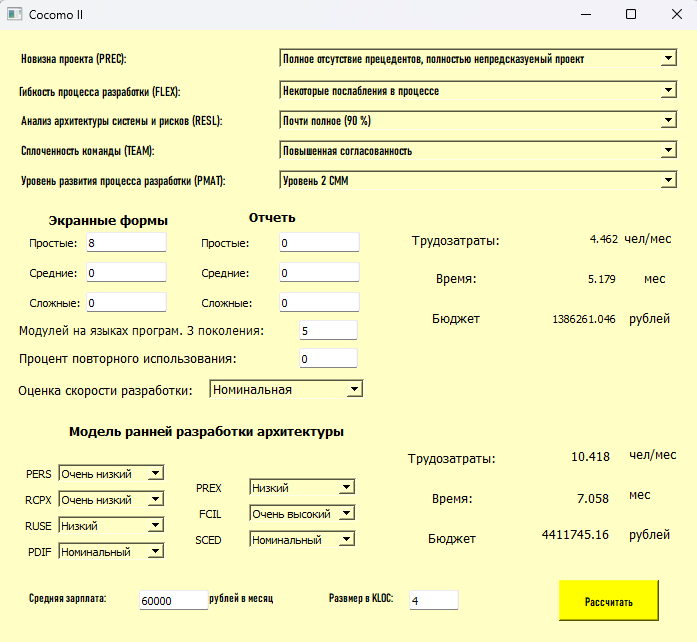 Cocomo II
Новизна проекта (PREC): Полное отсутствие прецедентов, полностью непредсказуемый проект
Гибкость процесса разработки (FLEX): Некоторые послабления в процессе
Анализ архитектуры системы и рисков (RESL): Почти полное (90 %)
Сплоченность команды (TEAM): Повышенная согласованность
Уровень развития процесса разработки (PMAT): Уровень 2 СММ
Экранные формы Отчеть
Простые: 8 Простые: 0 Трудозатраты: 4.462 чел/мес
Средние: 0 Средние: 0 Время: 5.179 мес
Сложные: 0 Сложные: 0 Бюджет 1386261.046 рублей
Модулей на языках програм. 3 поколения: 5
Процент повторного использования: 0
Оценка скорости разработки: Номинальная
Модель ранней разработки архитектуры
Трудозатраты: 10.418 чел/мес
PERS Очень низкий PREX Низкий
RCPX Очень низкий FCIL Очень высокий Время: 7.058 мес
RUSE Низкий SCED Номинальный Бюджет 4411745.16 рублей
PDIF Номинальный
Средняя зарплата: 60000 рублей в месяц Размер в KLOC: 4 Рассчитать